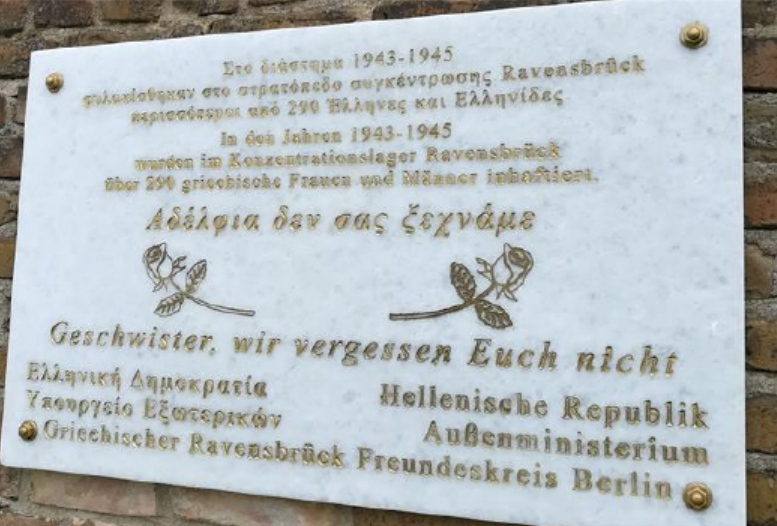 Στο διάστημα 1943-1945
φυλακίσθηκαν στο στρατόπεδο συγκέντρωσης Ravensbrück
περισσότεροι από 290 Έλληνες και Ελληνίδες
In den Jahren 1943-1945
wurden im Konzentrationslager Ravensbrück
über 290 griechische Frauen und Männer inhaftiert.
Αδέλφια δεν σας ξεχνάμε
Geschwister, wir vergessen Euch nicht
Ελληνική Δημοκρατία
Υπουργείο Εξωτερικών
Hellenische Republik
Außenministerium
Griechischer Ravensbrück Freundeskreis Berlin